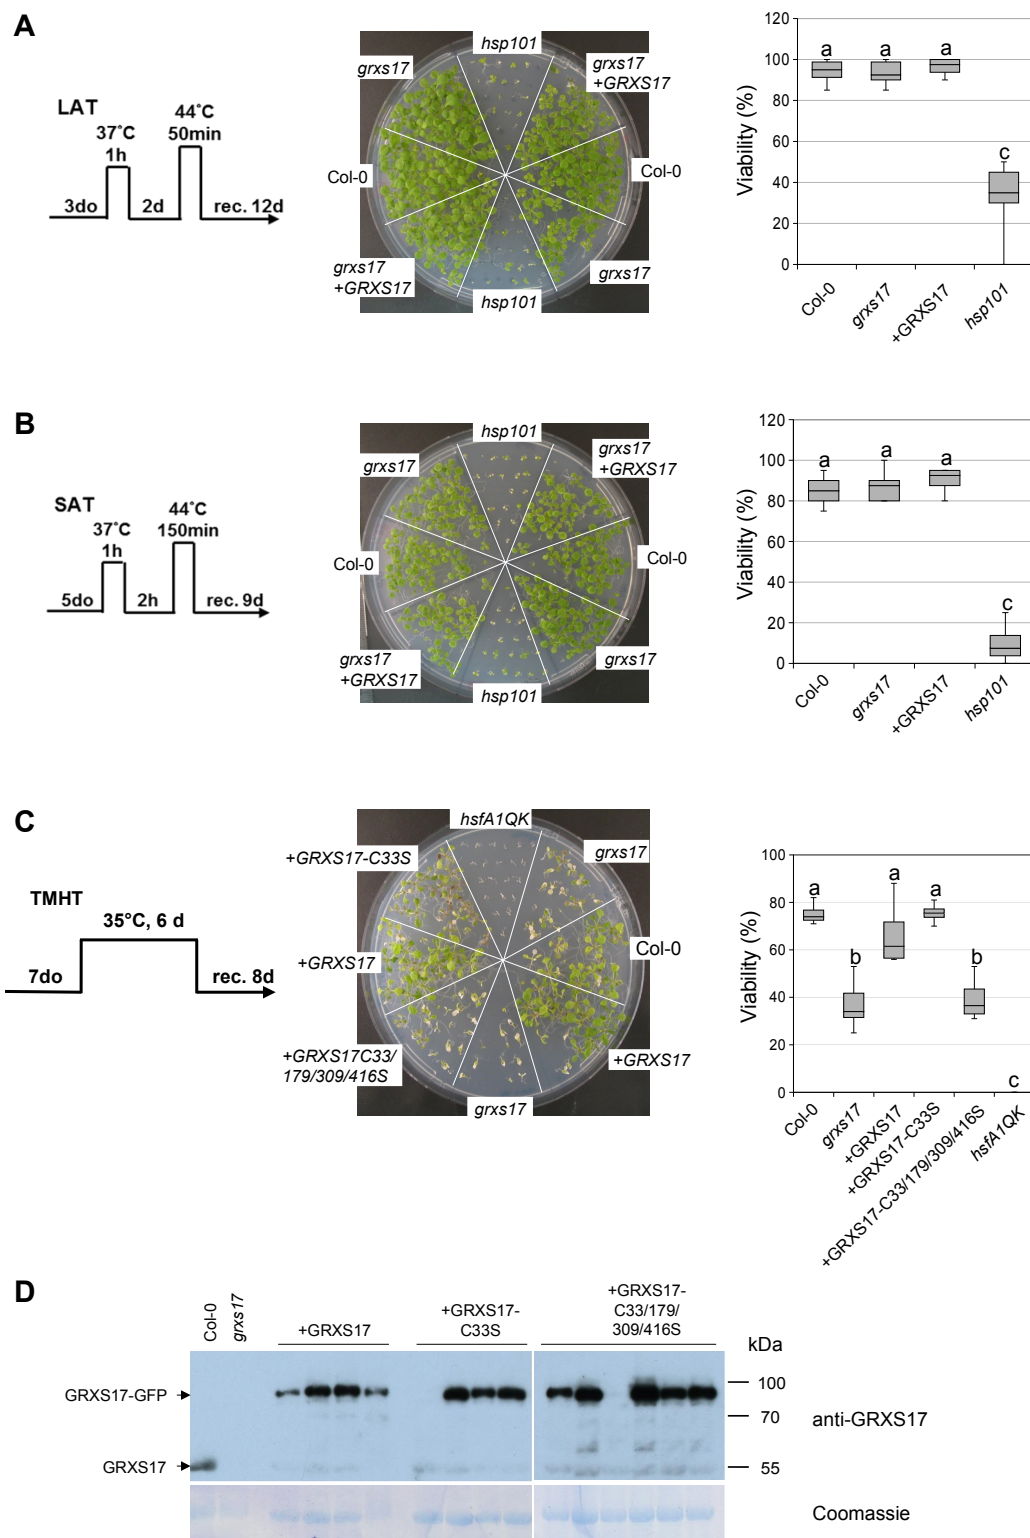 A
LAT
37°C
1h
44°C
50min
3do
2d
rec. 12d
hsp101
grxs17
grxs17
+GRXS17
Col-0
Col-0
grxs17
+GRXS17
grxs17
hsp101
Viability (%)
120
100
80
60
40
20
0
a
a
a
c
Col-0
grxs17
+GRXS17
hsp101
B
SAT
37°C
1h
44°C
150min
5do
2h
rec. 9d
hsp101
grxs17
grxs17
+GRXS17
Col-0
Col-0
grxs17
+GRXS17
grxs17
hsp101
Viability (%)
120
100
80
60
40
20
0
a
a
a
c
Col-0
grxs17
+GRXS17
hsp101
C
TMHT
35°C, 6 d
7do
rec. 8d
hsfA1QK
+GRXS17-C33S
grxs17
Col-0
+GRXS17
+GRXS17C33/
179/309/416S
+GRXS17
grxs17
Viability (%)
100
80
60
40
20
0
a
b
a
a
b
c
Col-0
grxs17
+GRXS17
+GRXS17-C33S
+GRXS17-C33/179/309/416S
hsfA1QK
D
Col-0
grxs17
+GRXS17
+GRXS17-
C33S
+GRXS17-
C33/179/
309/416S
kDa
GRXS17-GFP
GRXS17
100
70
55
anti-GRXS17
Coomassie